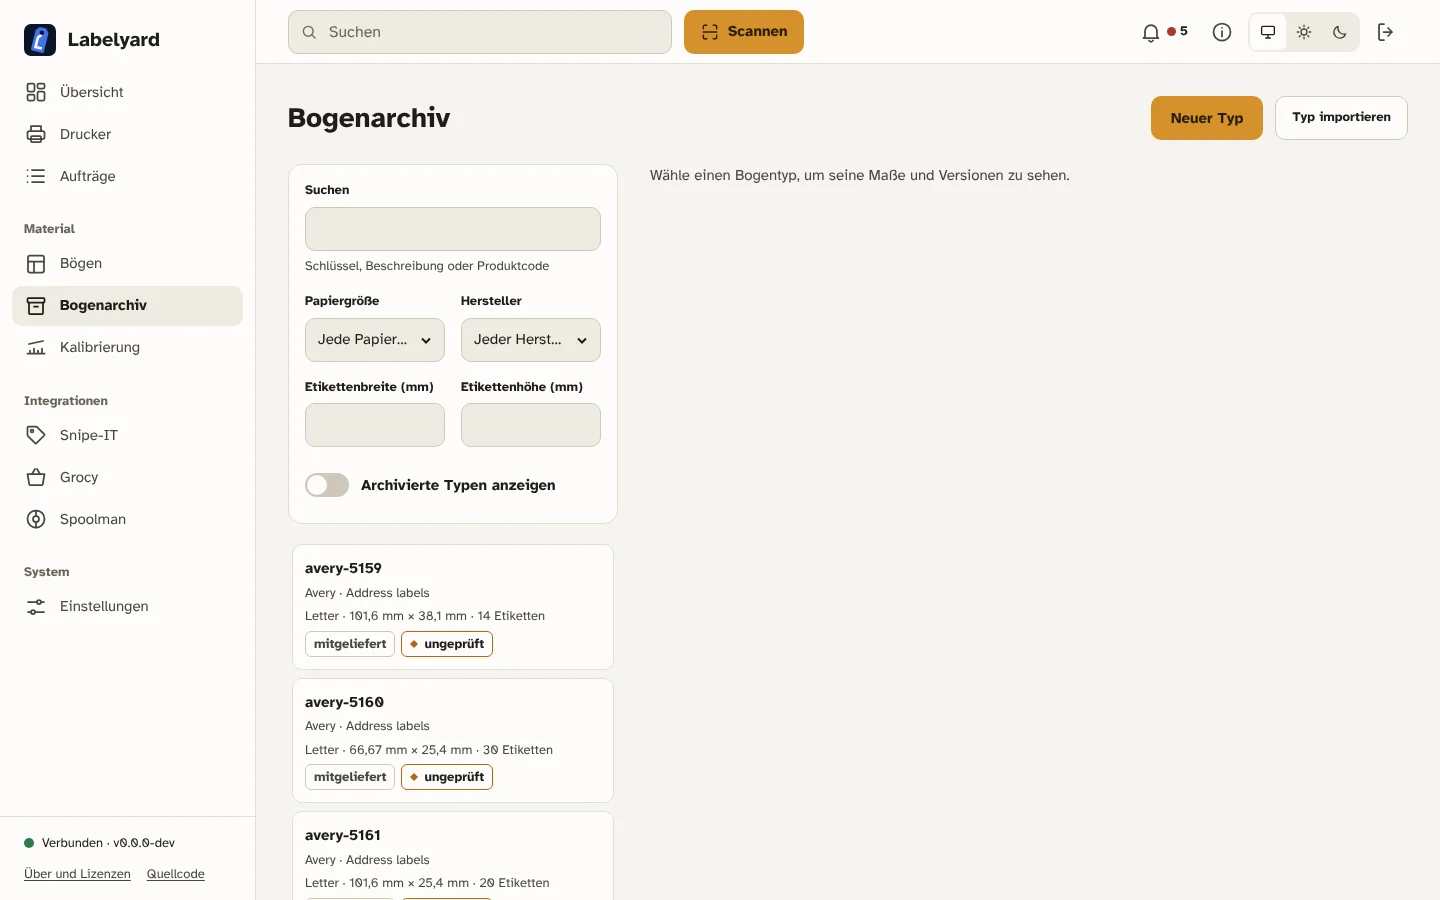 Labelyard
Übersicht
Drucker
Aufträge
Material
Bögen
Bogenarchiv
Kalibrierung
Integrationen
Snipe-IT
Grocy
Spoolman
System
Einstellungen
Verbunden · v0.0.0-dev
Über und Lizenzen Quellcode
Suchen
Scannen
5
Bogenarchiv
Neuer Typ
Typ importieren
Suchen
Schlüssel, Beschreibung oder Produktcode
Papiergröße Hersteller
Jede Papier... Jeder Herst...
Etikettenbreite (mm) Etikettenhöhe (mm)
Archivierte Typen anzeigen
avery-5159
Avery · Address labels
Letter · 101,6 mm × 38,1 mm · 14 Etiketten
mitgeliefert ungeprüft
avery-5160
Avery · Address labels
Letter · 66,67 mm × 25,4 mm · 30 Etiketten
mitgeliefert ungeprüft
avery-5161
Avery · Address labels
Letter · 101,6 mm × 25,4 mm · 20 Etiketten
Wähle einen Bogentyp, um seine Maße und Versionen zu sehen.